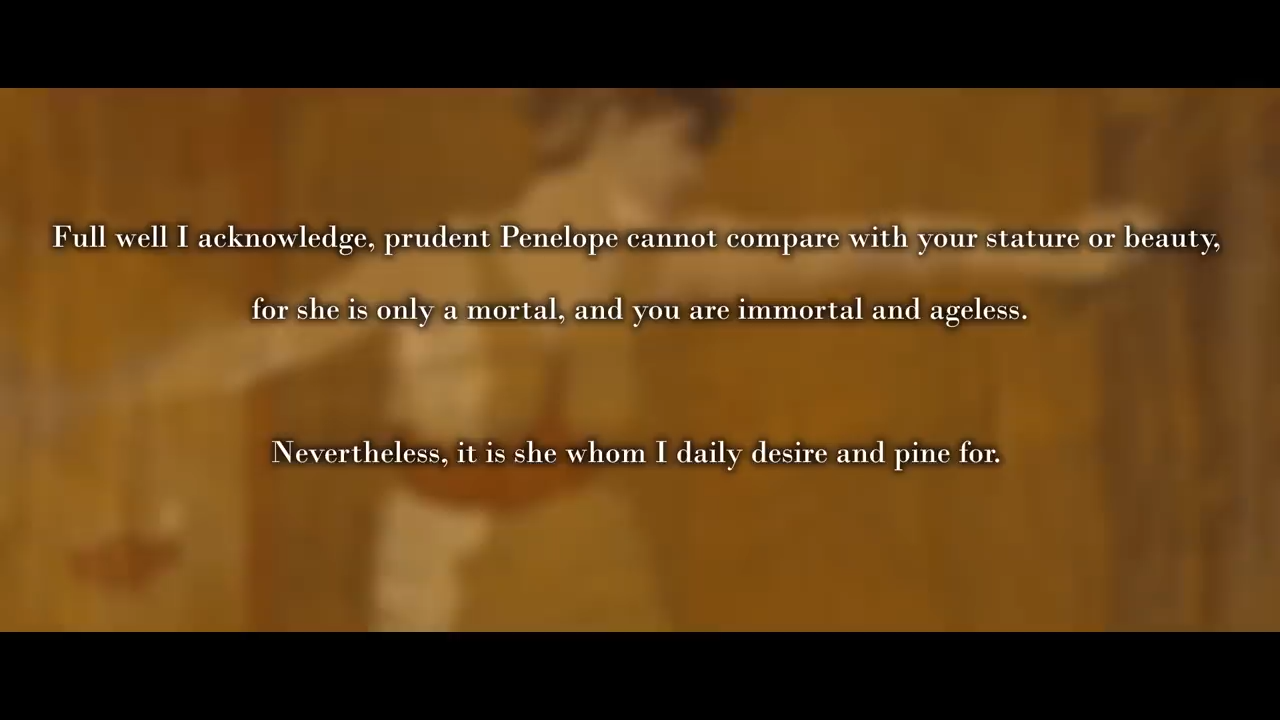 Full well I acknowledge, prudent Penelope cannot compare with your stature or beauty,
for she is only a mortal, and you are immortal and ageless.
Nevertheless, it is she whom I daily desire and pine for.